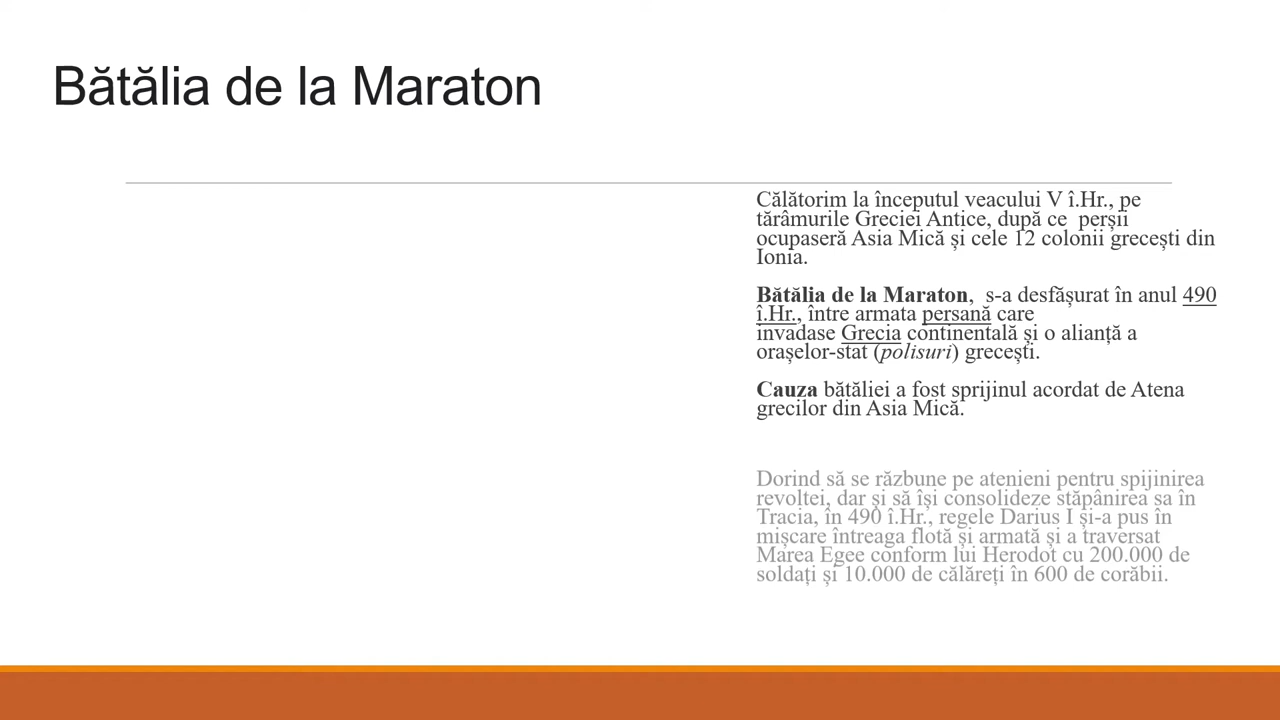 Bătălia de la Maraton
Călătorim la începutul veacului V î.Hr., pe
tărâmurile Greciei Antice, după ce  perșii
ocupaseră Asia Mică și cele 12 colonii grecești din
Ionia.
Bătălia de la Maraton,  s-a desfășurat în anul 490
î.Hr., între armata persană care
invadase Grecia continentală și o alianță a
orașelor-stat (polisuri) grecești.
Cauza bătăliei a fost sprijinul acordat de Atena
grecilor din Asia Mică.
Dorind să se răzbune pe atenieni pentru spijinirea
revoltei, dar și să își consolideze stăpânirea sa în
Tracia, în 490 î.Hr., regele Darius I și-a pus în
mișcare întreaga flotă și armată și a traversat
Marea Egee conform lui Herodot cu 200.000 de
soldați și 10.000 de călăreți în 600 de corăbii.